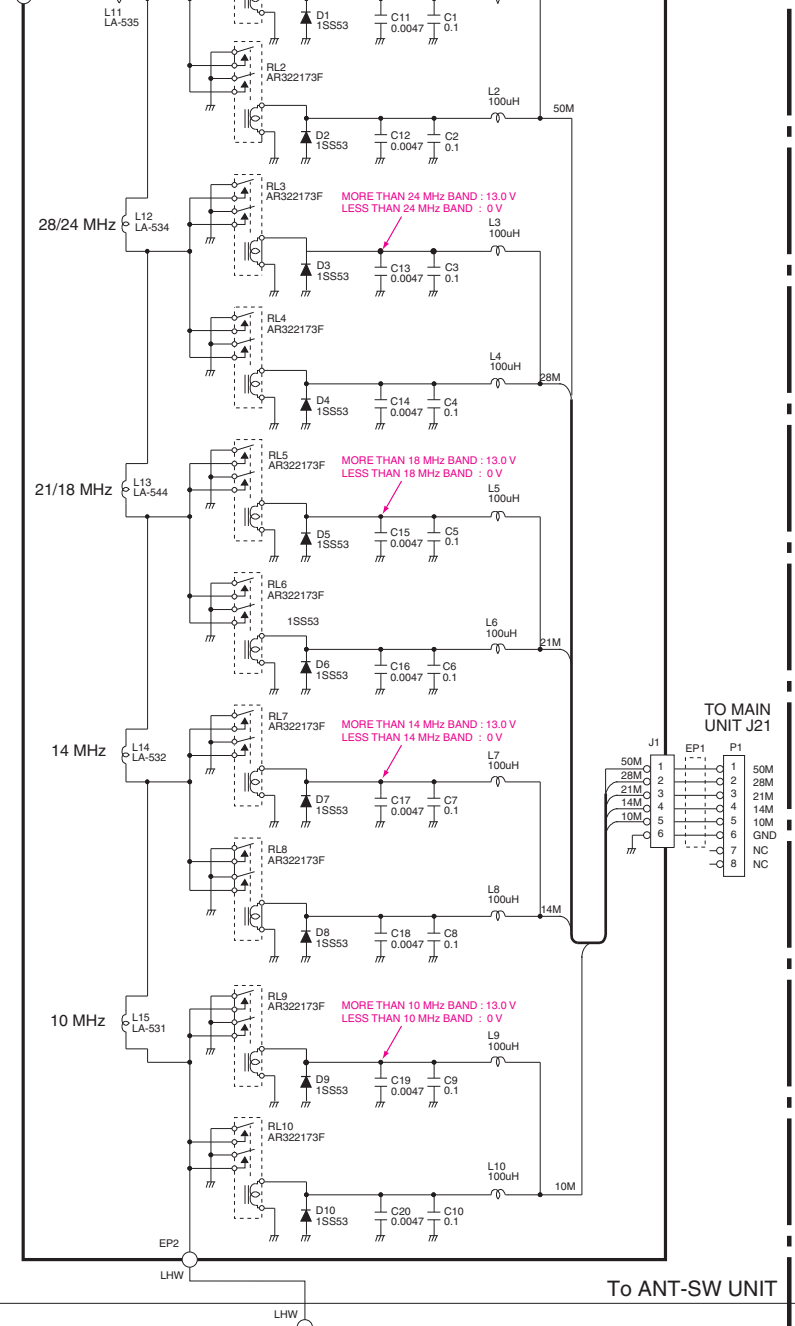 L11
LA-535
D1
1SS53
C11
0.0047
C1
0.1
RL2
AR322173F
D2
1SS53
C12
0.0047
C2
0.1
L2
100uH
50M
28/24 MHz
L12
LA-534
RL3
AR322173F
MORE THAN 24 MHz BAND : 13.0 V
LESS THAN 24 MHz BAND : 0 V
L3
100uH
D3
1SS53
C13
0.0047
C3
0.1
RL4
AR322173F
L4
100uH
28M
D4
1SS53
C14
0.0047
C4
0.1
21/18 MHz
L13
LA-544
RL5
AR322173F
MORE THAN 18 MHz BAND : 13.0 V
LESS THAN 18 MHz BAND : 0 V
L5
100uH
D5
1SS53
C15
0.0047
C5
0.1
RL6
AR322173F
1SS53
L6
100uH
21M
D6
1SS53
C16
0.0047
C6
0.1
14 MHz
L14
LA-532
RL7
AR322173F
MORE THAN 14 MHz BAND : 13.0 V
LESS THAN 14 MHz BAND : 0 V
L7
100uH
D7
1SS53
C17
0.0047
C7
0.1
TO MAIN
UNIT J21
J1
EP1
P1
50M 1 1 50M
28M 2 2 28M
21M 3 3 21M
14M 4 4 14M
10M 5 5 10M
6 6 GND
7 NC
8 NC
RL8
AR322173F
L8
100uH
14M
D8
1SS53
C18
0.0047
C8
0.1
10 MHz
L15
LA-531
RL9
AR322173F
MORE THAN 10 MHz BAND : 13.0 V
LESS THAN 10 MHz BAND : 0 V
L9
100uH
D9
1SS53
C19
0.0047
C9
0.1
RL10
AR322173F
L10
100uH
10M
D10
1SS53
C20
0.0047
C10
0.1
EP2
LHW
To ANT-SW UNIT
LHW